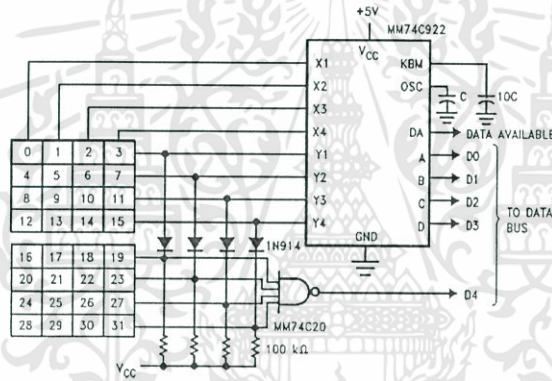 +5V
MM74C922
VCC
X1
X2
X3
X4
Y1
Y2
Y3
Y4
KBM
OSC
C
10C
DA
DATA AVAILABLE
A
D0
B
D1
C
D2
D
D3
TO DATA
BUS
GND
0 1 2 3
4 5 6 7
8 9 10 11
12 13 14 15
1N914
16 17 18 19
20 21 22 23
24 25 26 27
28 29 30 31
D4
MM74C20
100 kΩ
VCC